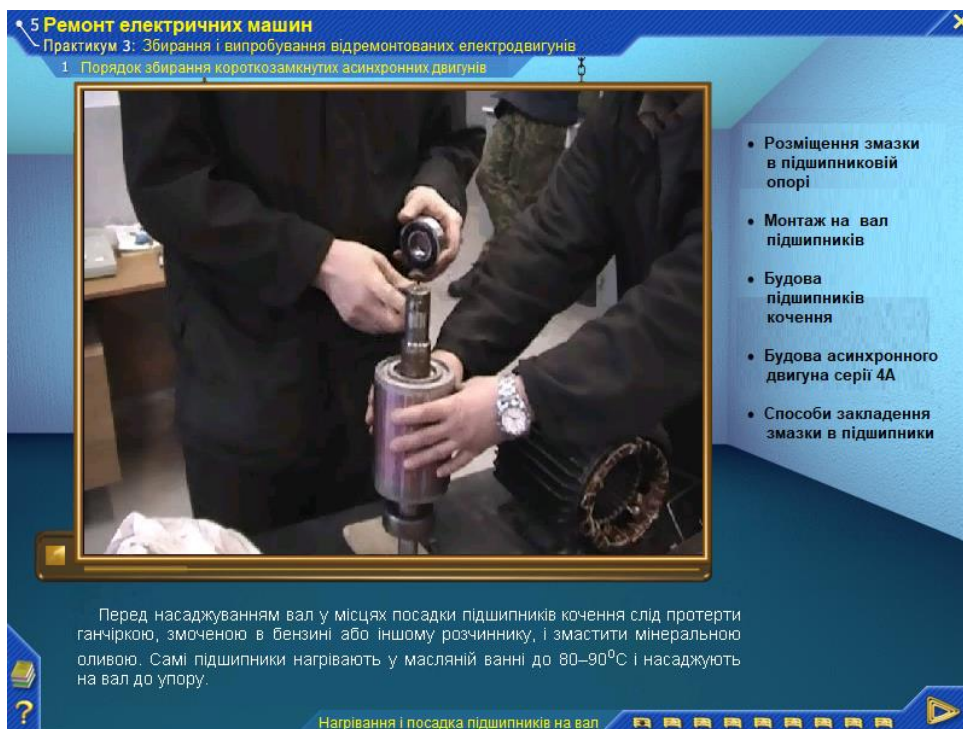 5 Ремонт електричних машин
Практикум 3: Збирання і випробування відремонтованих електродвигунів
1 Порядок збирання короткозамкнутих асинхронних двигунів
• Розміщення змазки
в підшипниковій
опорі
• Монтаж на вал
підшипників
• Будова
підшипників
кочення
• Будова асинхронного
двигуна серії 4А
• Способи закладення
змазки в підшипники
Перед насаджуванням вал у місцях посадки підшипників кочення слід протерти
ганчіркою, змоченою в бензині або іншому розчиннику, і змастити мінеральною
оливою. Самі підшипники нагрівають у масляній ванні до 80–90⁰С і насаджують
на вал до упору.
?
Нагрівання і посадка підшипників на вал